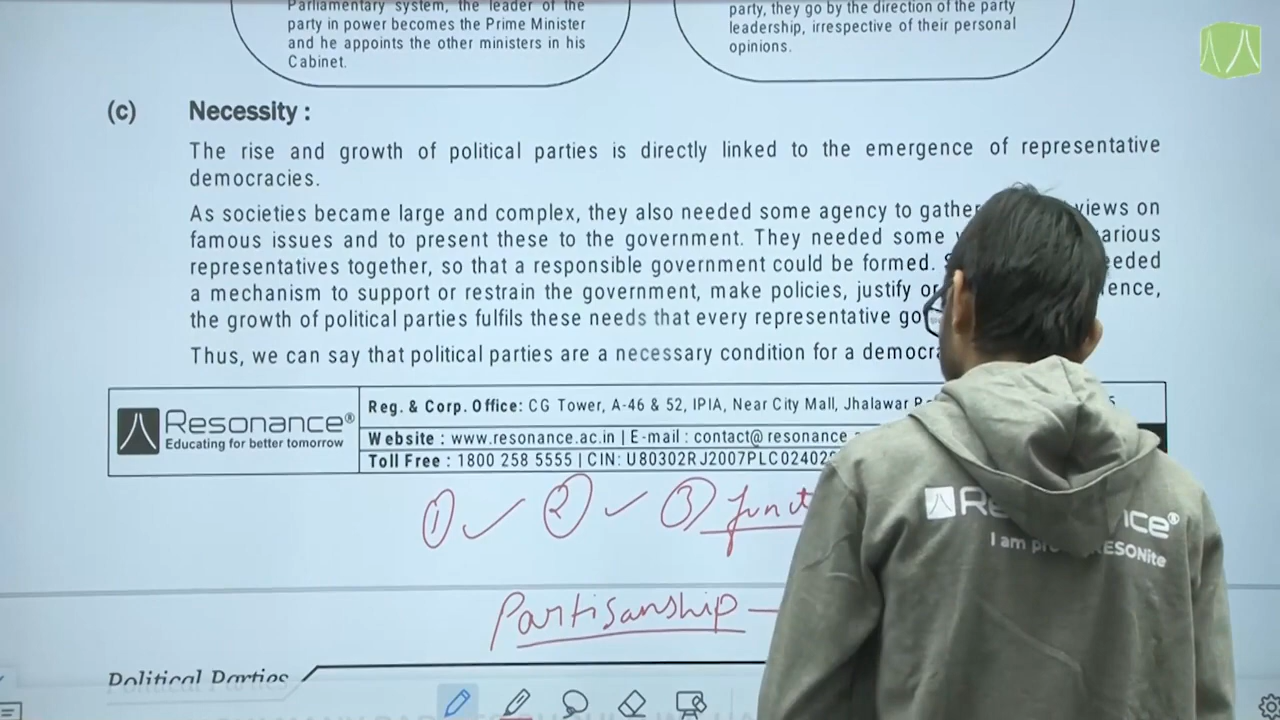 Parliamentary system, the leader of the
party in power becomes the Prime Minister
and he appoints the other ministers in his
Cabinet.
party, they go by the direction of the party
leadership, irrespective of their personal
opinions.
(c) Necessity :
The rise and growth of political parties is directly linked to the emergence of representative
democracies.
As societies became large and complex, they also needed some agency to gather views on
famous issues and to present these to the government. They needed some
representatives together, so that a responsible government could be formed.
a mechanism to support or restrain the government, make policies, justify or
the growth of political parties fulfils these needs that every representative
Thus, we can say that political parties are a necessary condition for a
Resonance®
Educating for better tomorrow
Reg. & Corp. Office: CG Tower, A-46 & 52, IPIA, Near City Mall, Jhalawar
Website : www.resonance.ac.in | E-mail : contact@resonance
Toll Free : 1800 258 5555 | CIN: U80302RJ2007PLC02402
① ✓ ② ✓ ③ funct
Partisanship —
Political Parties
I am